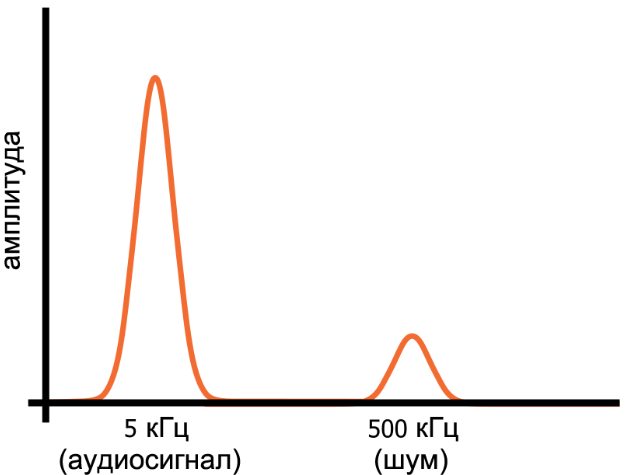 амплитуда
5 кГц
(аудиосигнал)
500 кГц
(шум)